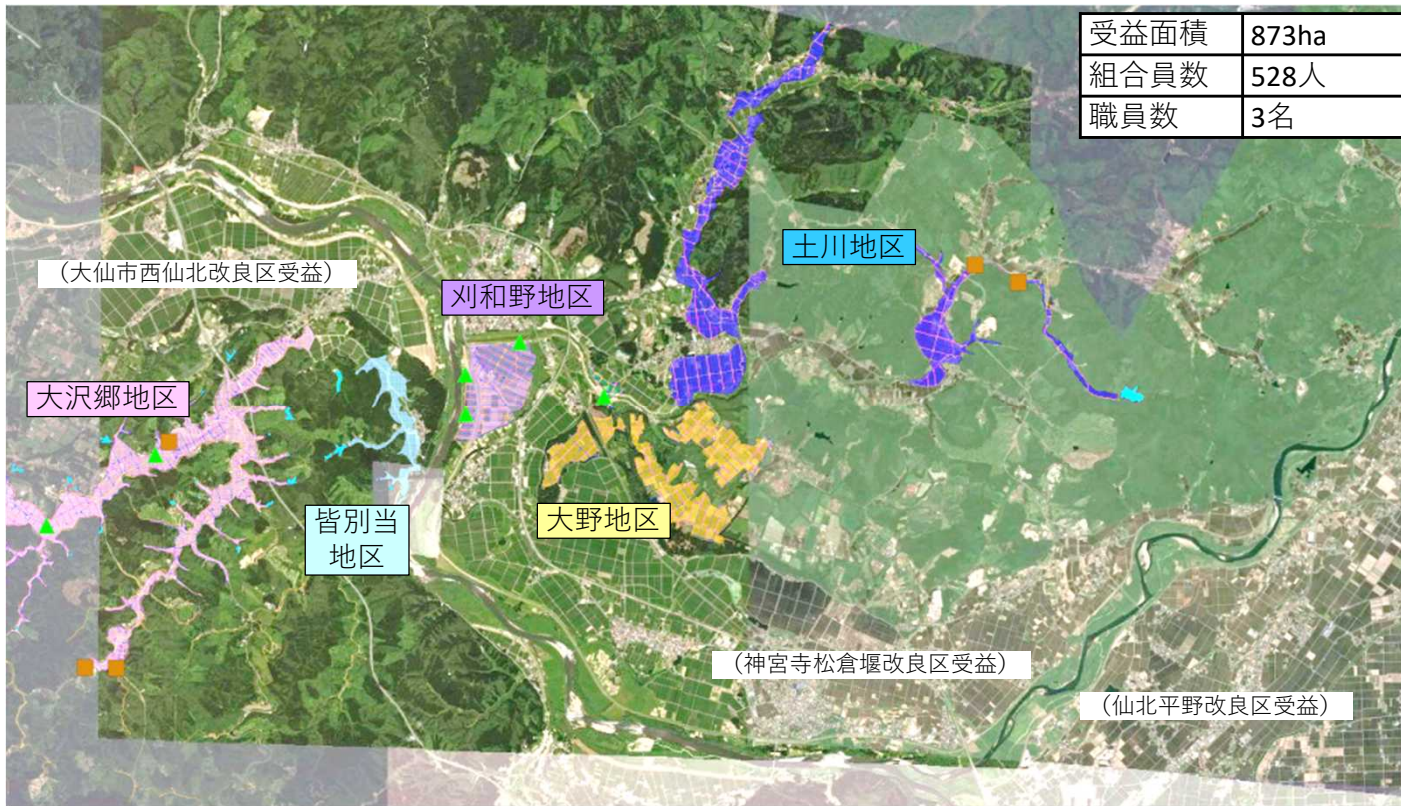 受益面積 873ha
組合員数 528人
職員数 3名
土川地区
（大仙市西仙北改良区受益）
刈和野地区
大沢郷地区
皆別当
地区
大野地区
（神宮寺松倉堰改良区受益）
（仙北平野改良区受益）